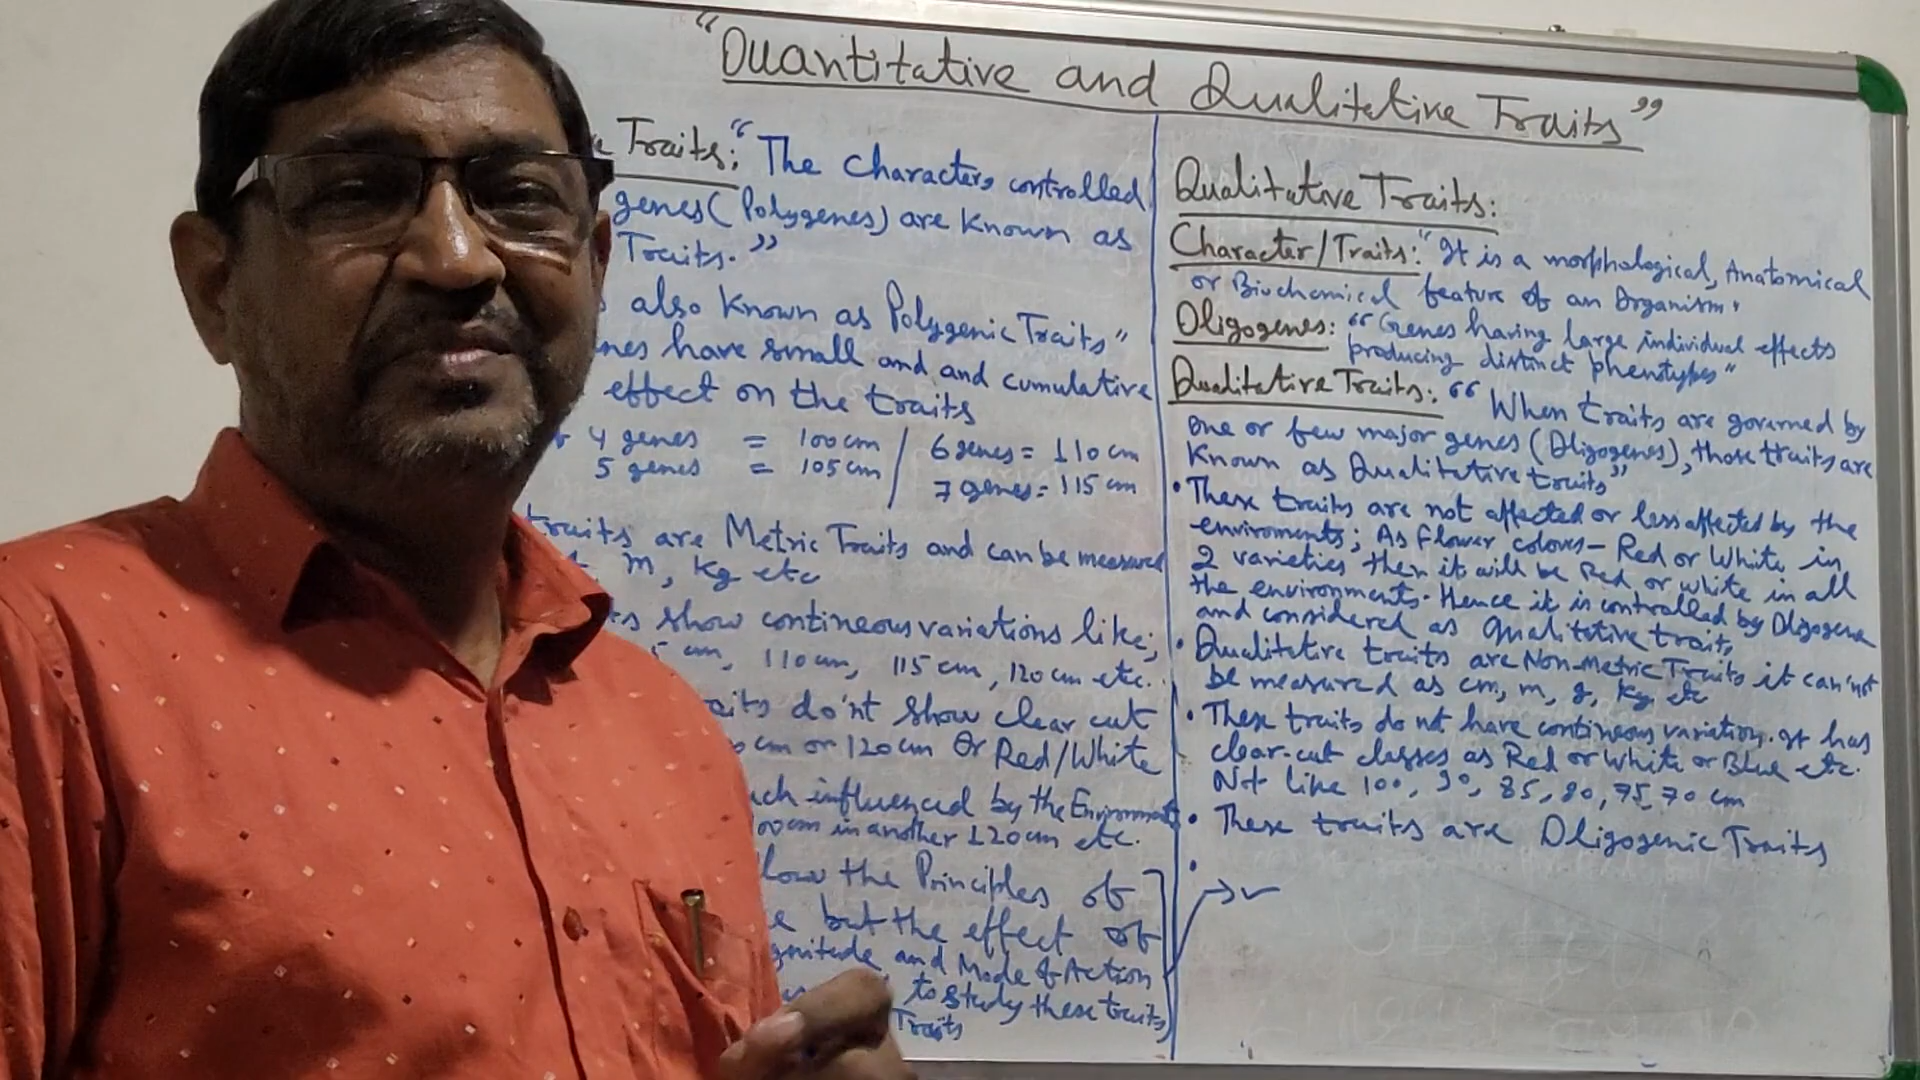 "Quantitative and Qualitative Traits"
Traits: "The Characters controlled
genes (Polygenes) are known as
Traits."
also known as Polygenic Traits"
have small and and cumulative
effect on the traits
4 genes = 100 cm / 6 genes = 110 cm
5 genes = 105 cm / 7 genes = 115 cm
traits are Metric Traits and can be measured
m, Kg etc
show contineous variations like;
cm, 110 cm, 115 cm, 120 cm etc.
do'nt show clear cut
cm or 120 cm Or Red/White
influenced by the Environment
in another 120 cm etc.
the Principles of
but the effect of
and Mode of Action
to study these traits
Traits
Qualitative Traits:
Character/Traits: "It is a morphological, Anatomical
or Biochemical feature of an Organism.
Oligogenes: "Genes having large individual effects
producing distinct phenotypes"
Qualitative Traits: "When traits are governed by
one or few major genes (Oligogenes), those traits are
known as Qualitative traits"
• These traits are not affected or less affected by the
enviroments; As flower colour - Red or White in
2 varieties then it will be Red or white in all
the environments. Hence it is controlled by Oligogene
and considered as qualitative trait,
• Qualitative traits are Non-Metric Traits it can'not
be measured as cm, m, g, Kg etc
• These traits do not have contineous variation. It has
clear-cut classes as Red or White or Blue etc.
Not like 100, 90, 85, 80, 75, 70 cm
• These traits are Oligogenic Traits